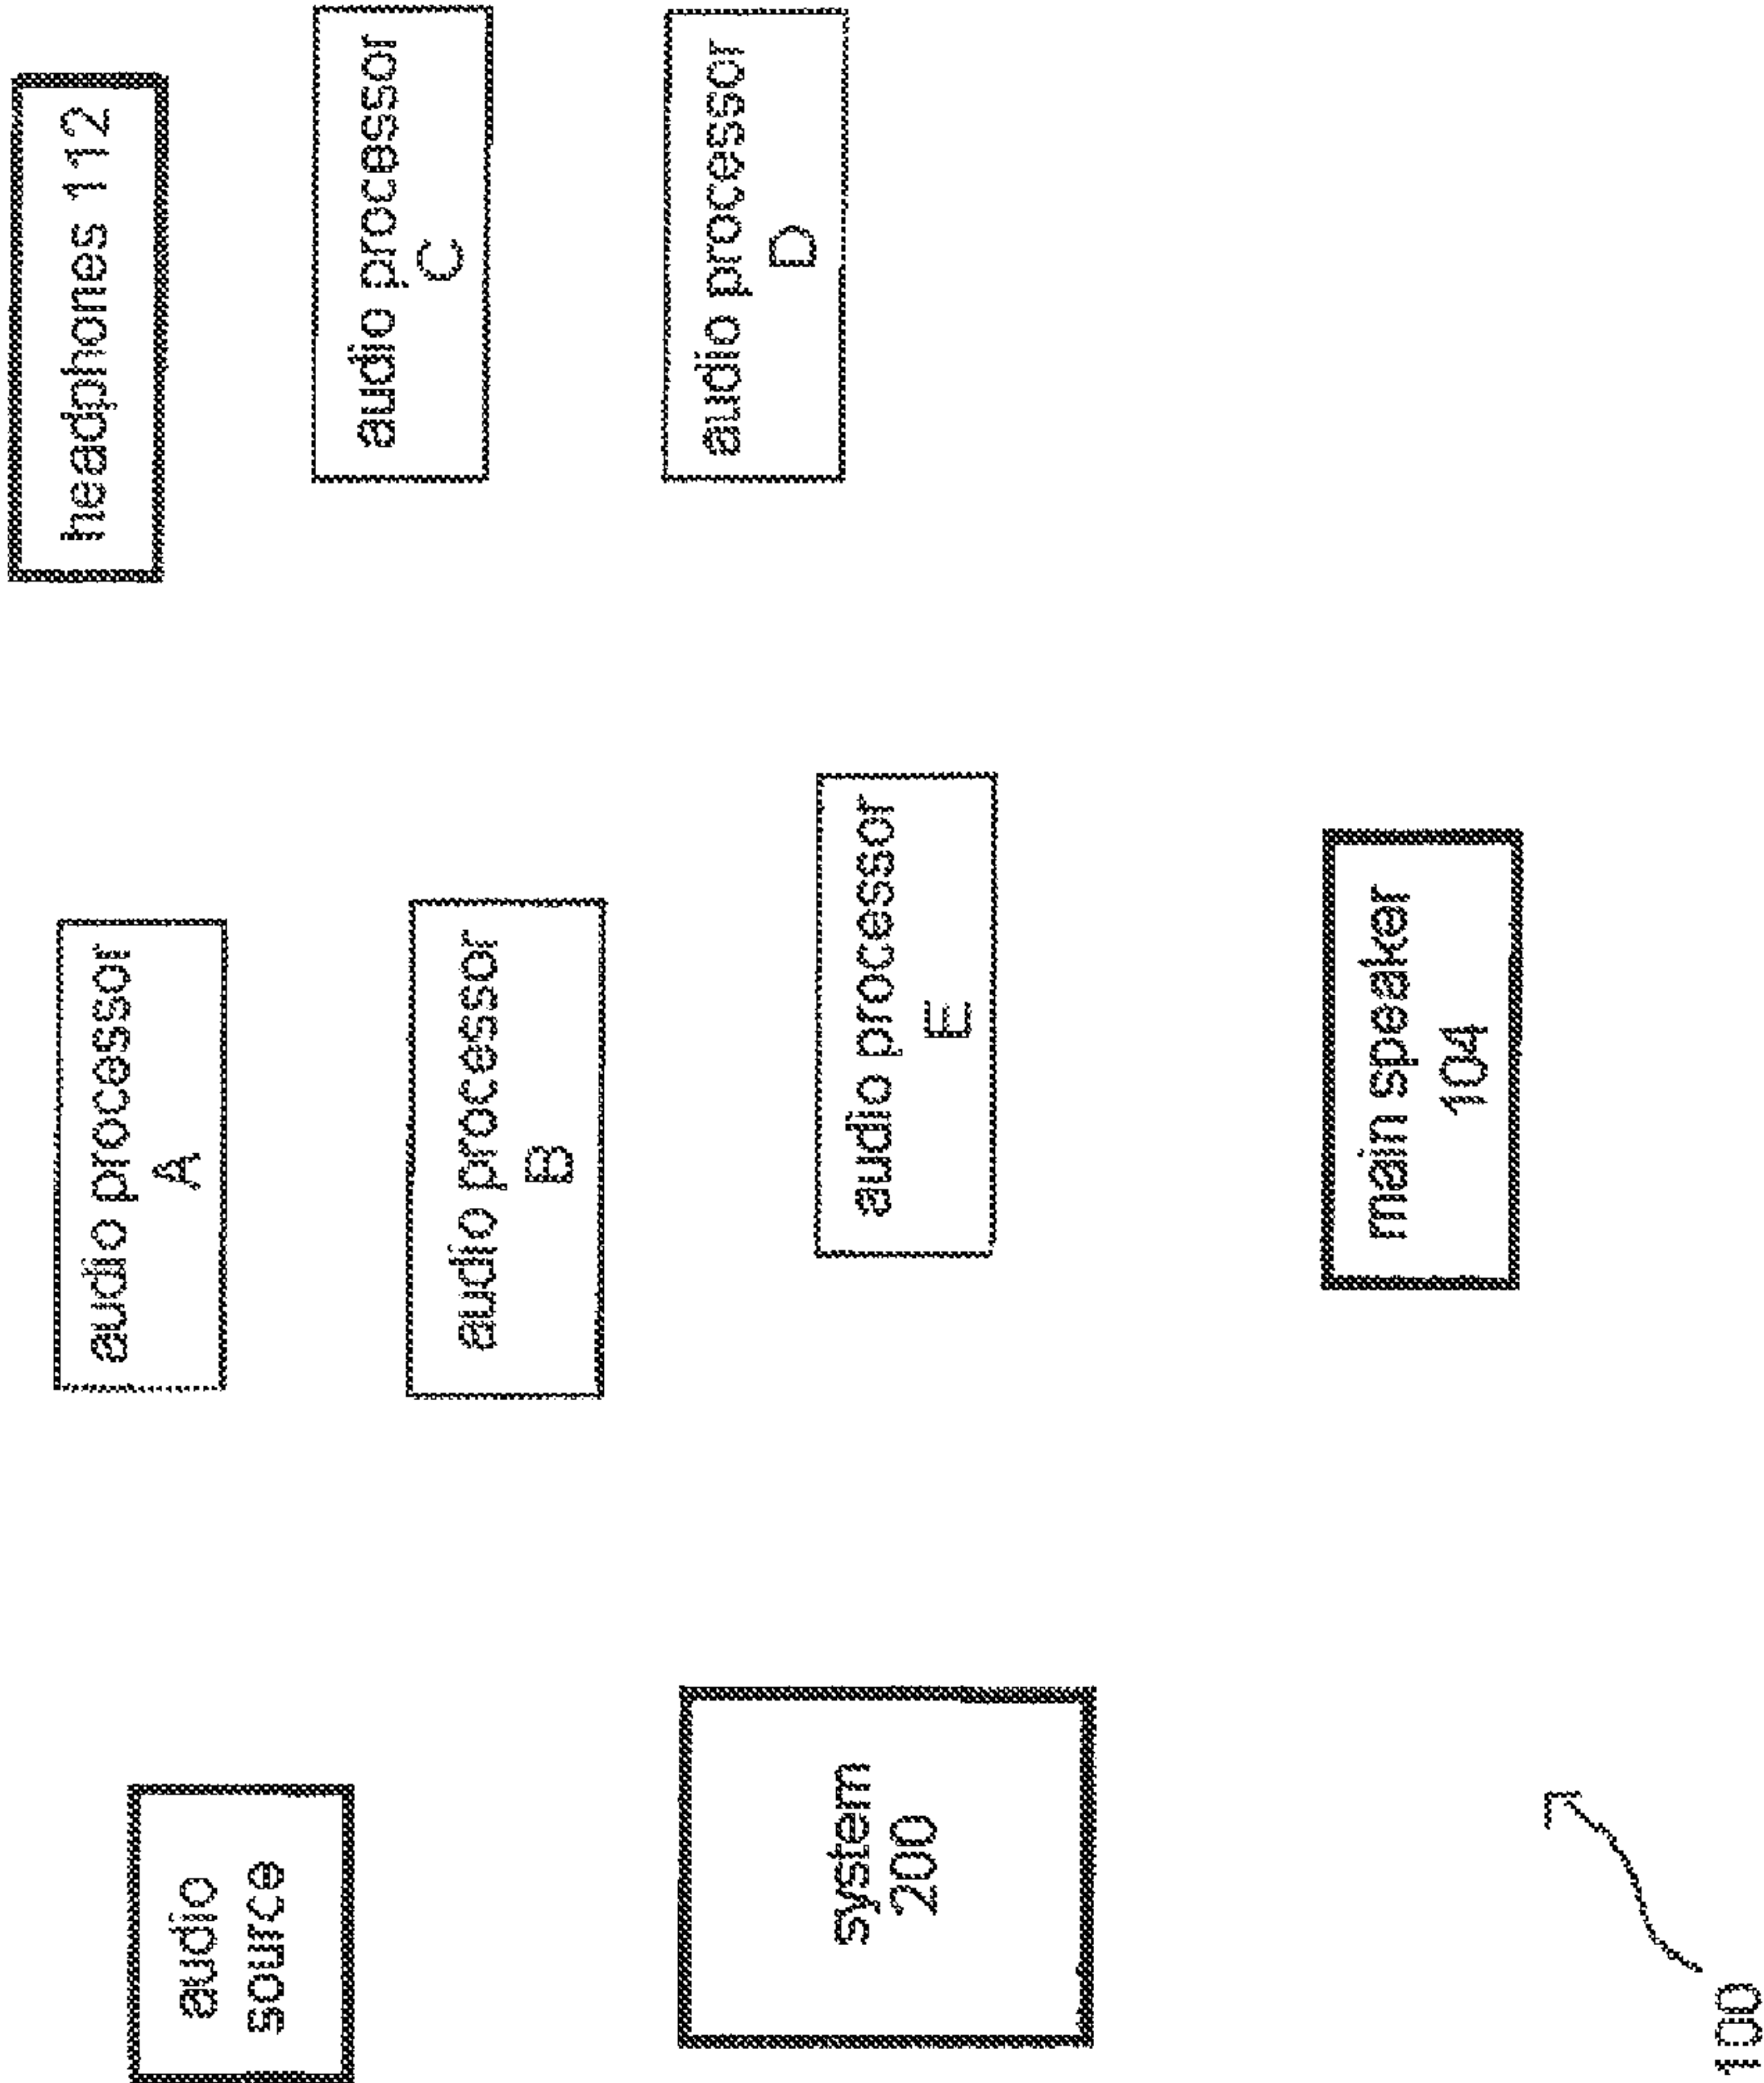 headphones 112
audio processor
A
audio
source
audio processor
C
audio processor
B
audio processor
D
system
200
audio processor
E
main speaker
104
100